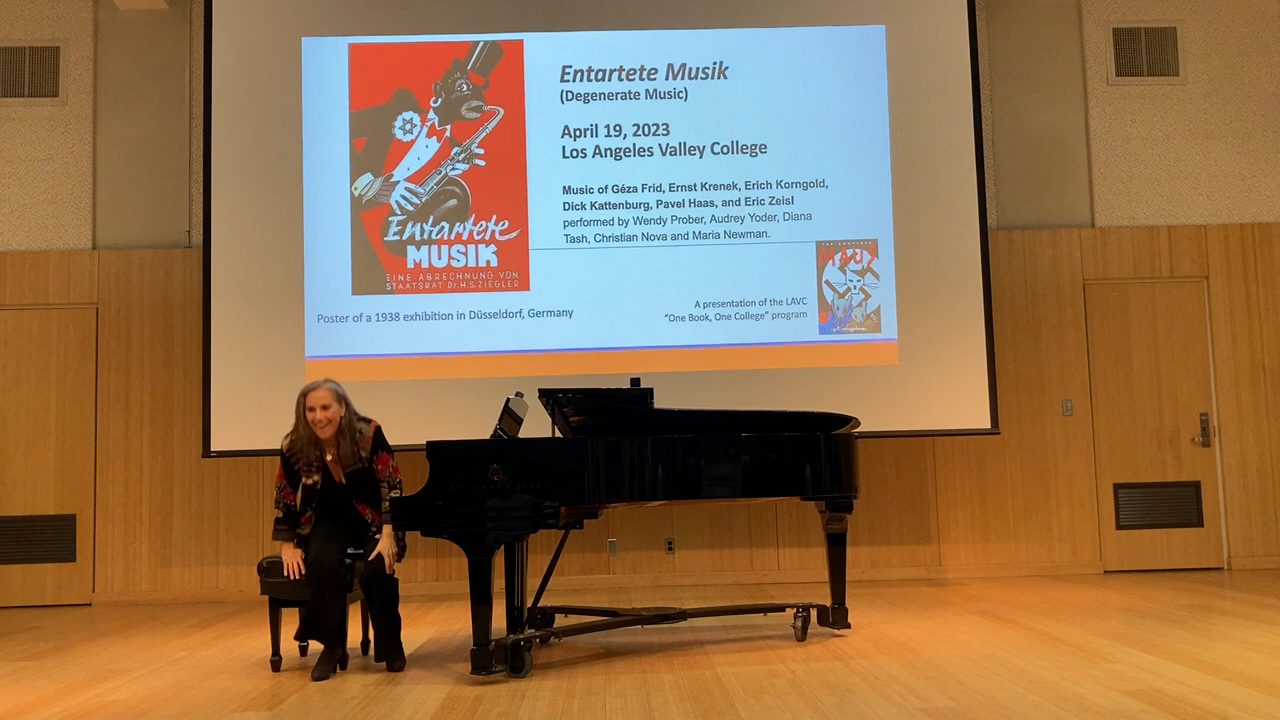 Entartete
MUSIK
EINE ABRECHNUNG VON
STAATSRAT Dr. H.S. ZIEGLER
Entartete Musik
(Degenerate Music)
April 19, 2023
Los Angeles Valley College
Music of Géza Frid, Ernst Krenek, Erich Korngold,
Dick Kattenburg, Pavel Haas, and Eric Zeisl
performed by Wendy Prober, Audrey Yoder, Diana
Tash, Christian Nova and Maria Newman.
Poster of a 1938 exhibition in Düsseldorf, Germany
A presentation of the LAVC
"One Book, One College" program
THE COMPLETE
MAUS